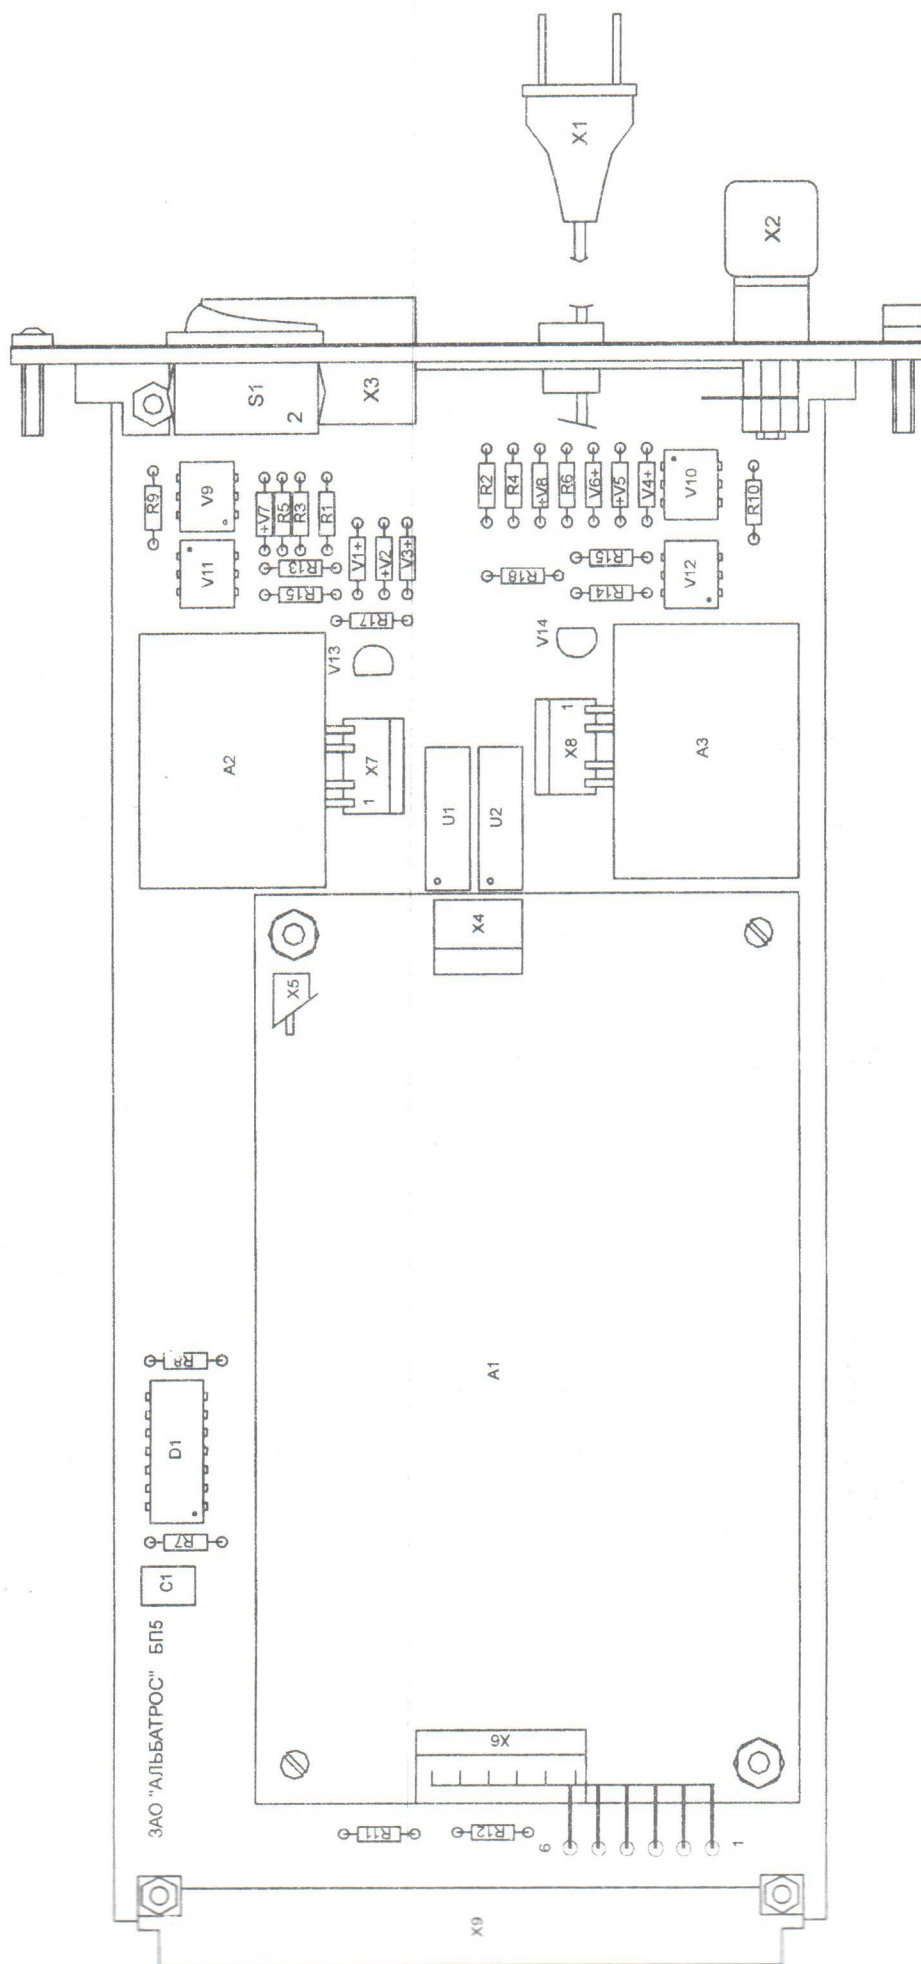 X1
X2
S1
2
X3
R9
V9
+V7
R5
R3
R1
R2
R4
+V8
R6
V6+
+V5
V4+
V10
R10
V11
R13
R15
V1+
+V2
V3+
R17
R18
R15
R14
V12
V13
V14
A2
X7
1
X8
1
A3
U1
U2
X4
X5
A1
R8
D1
R7
C1
ЗАО "АЛЬБАТРОС" БП5
X6
R11
R12
6
1
X9